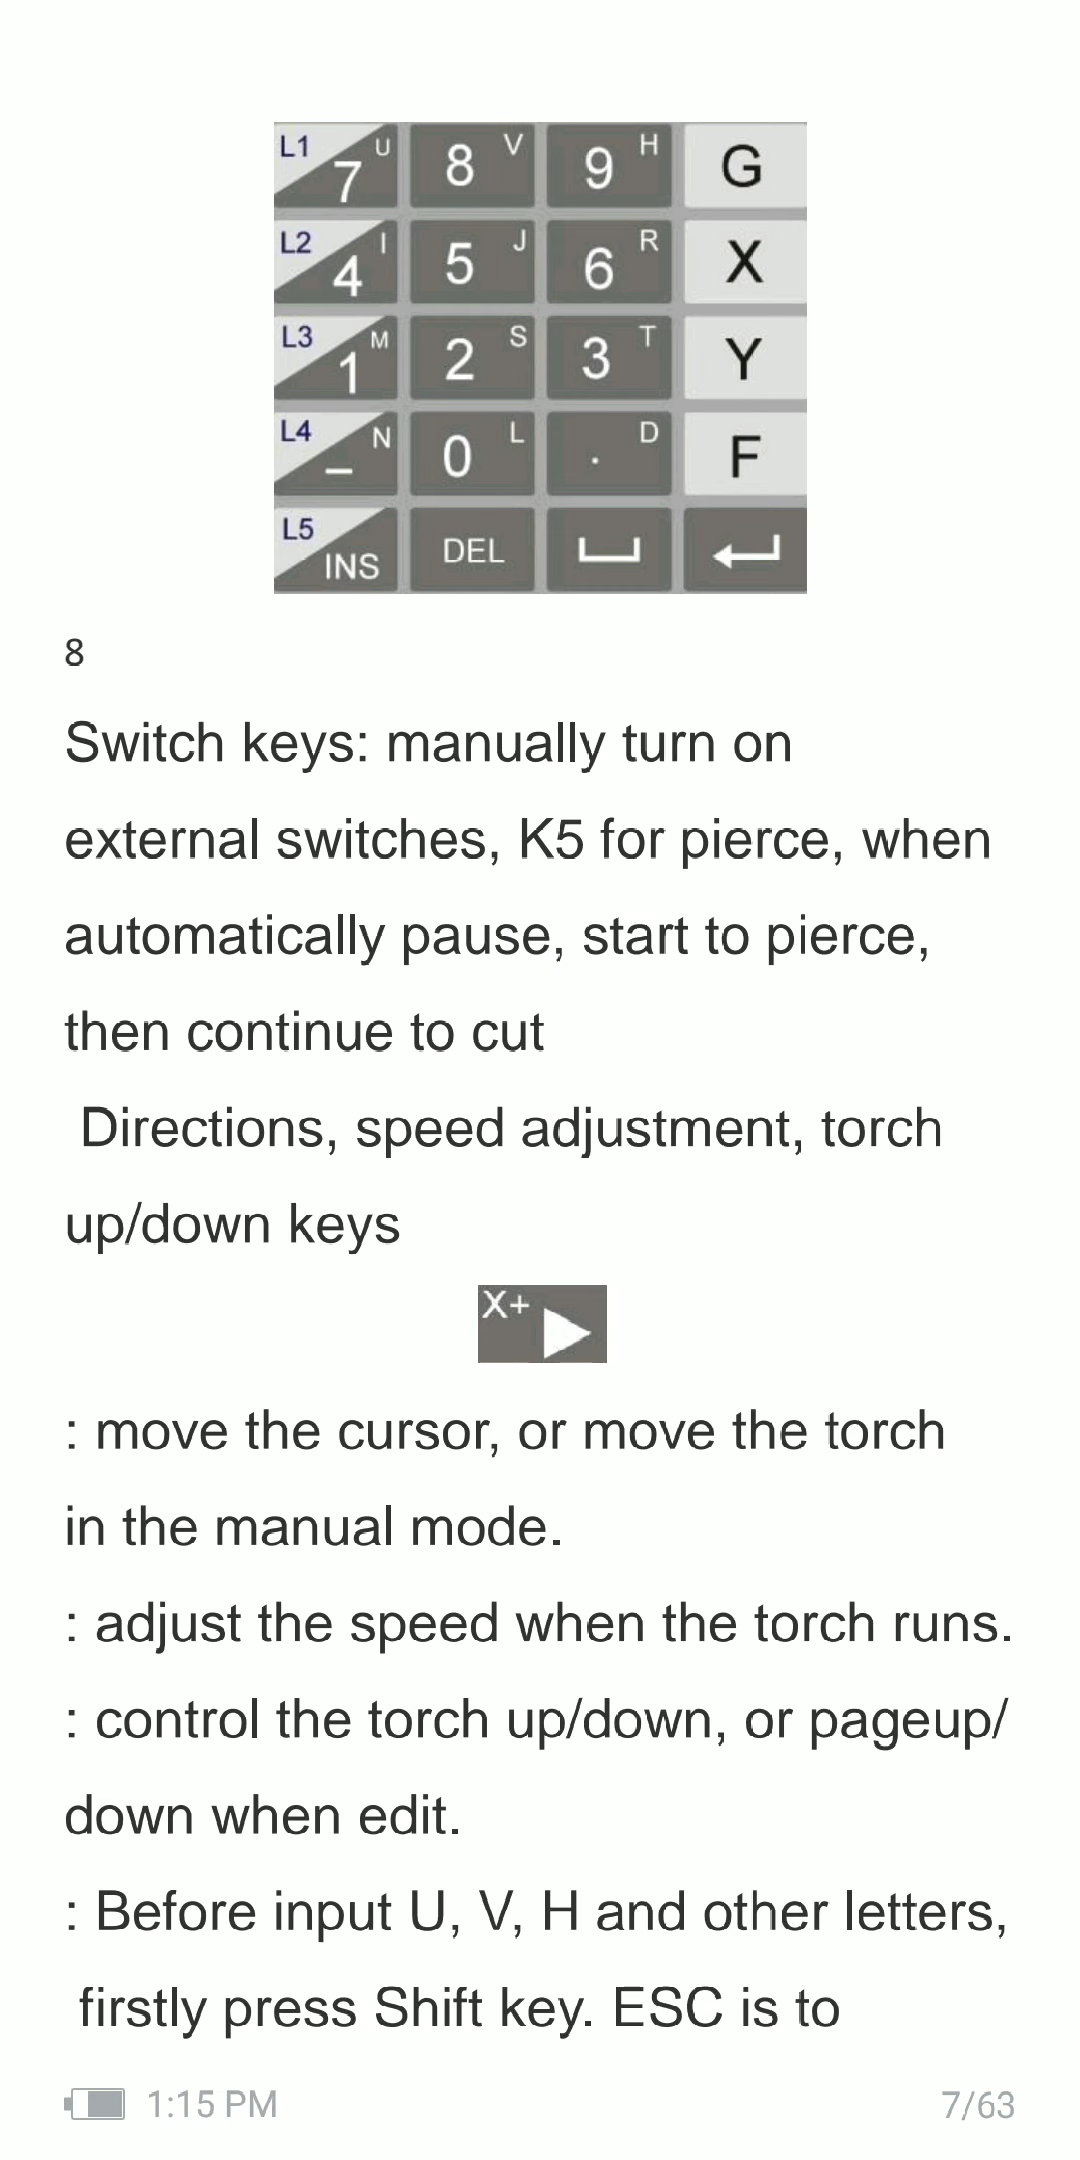 L1 7 U 8 V 9 H G
L2 4 I 5 J 6 R X
L3 1 M 2 S 3 T Y
L4 – N 0 L . D F
L5 INS DEL
8
Switch keys: manually turn on
external switches, K5 for pierce, when
automatically pause, start to pierce,
then continue to cut
Directions, speed adjustment, torch
up/down keys
X+
: move the cursor, or move the torch
in the manual mode.
: adjust the speed when the torch runs.
: control the torch up/down, or pageup/
down when edit.
: Before input U, V, H and other letters,
firstly press Shift key. ESC is to
1:15 PM
7/63